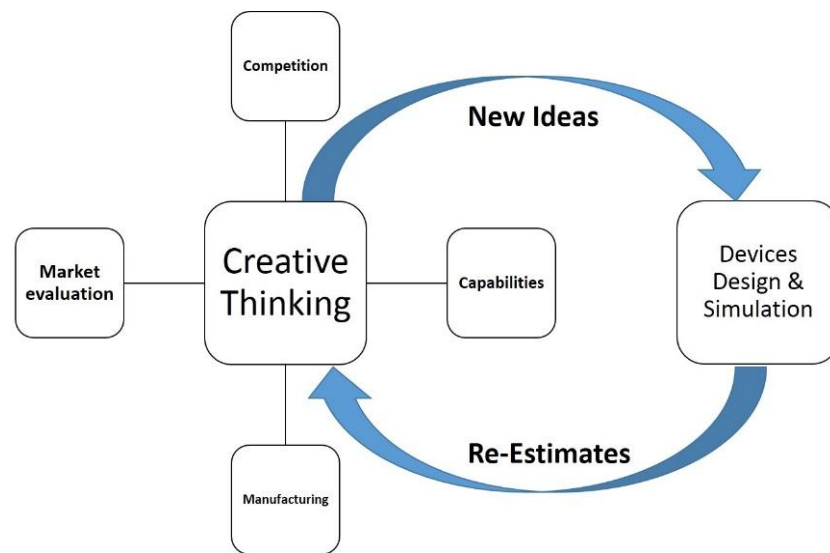 Competition
New Ideas
Market
evaluation
Creative
Thinking
Capabilities
Devices
Design &
Simulation
Re-Estimates
Manufacturing